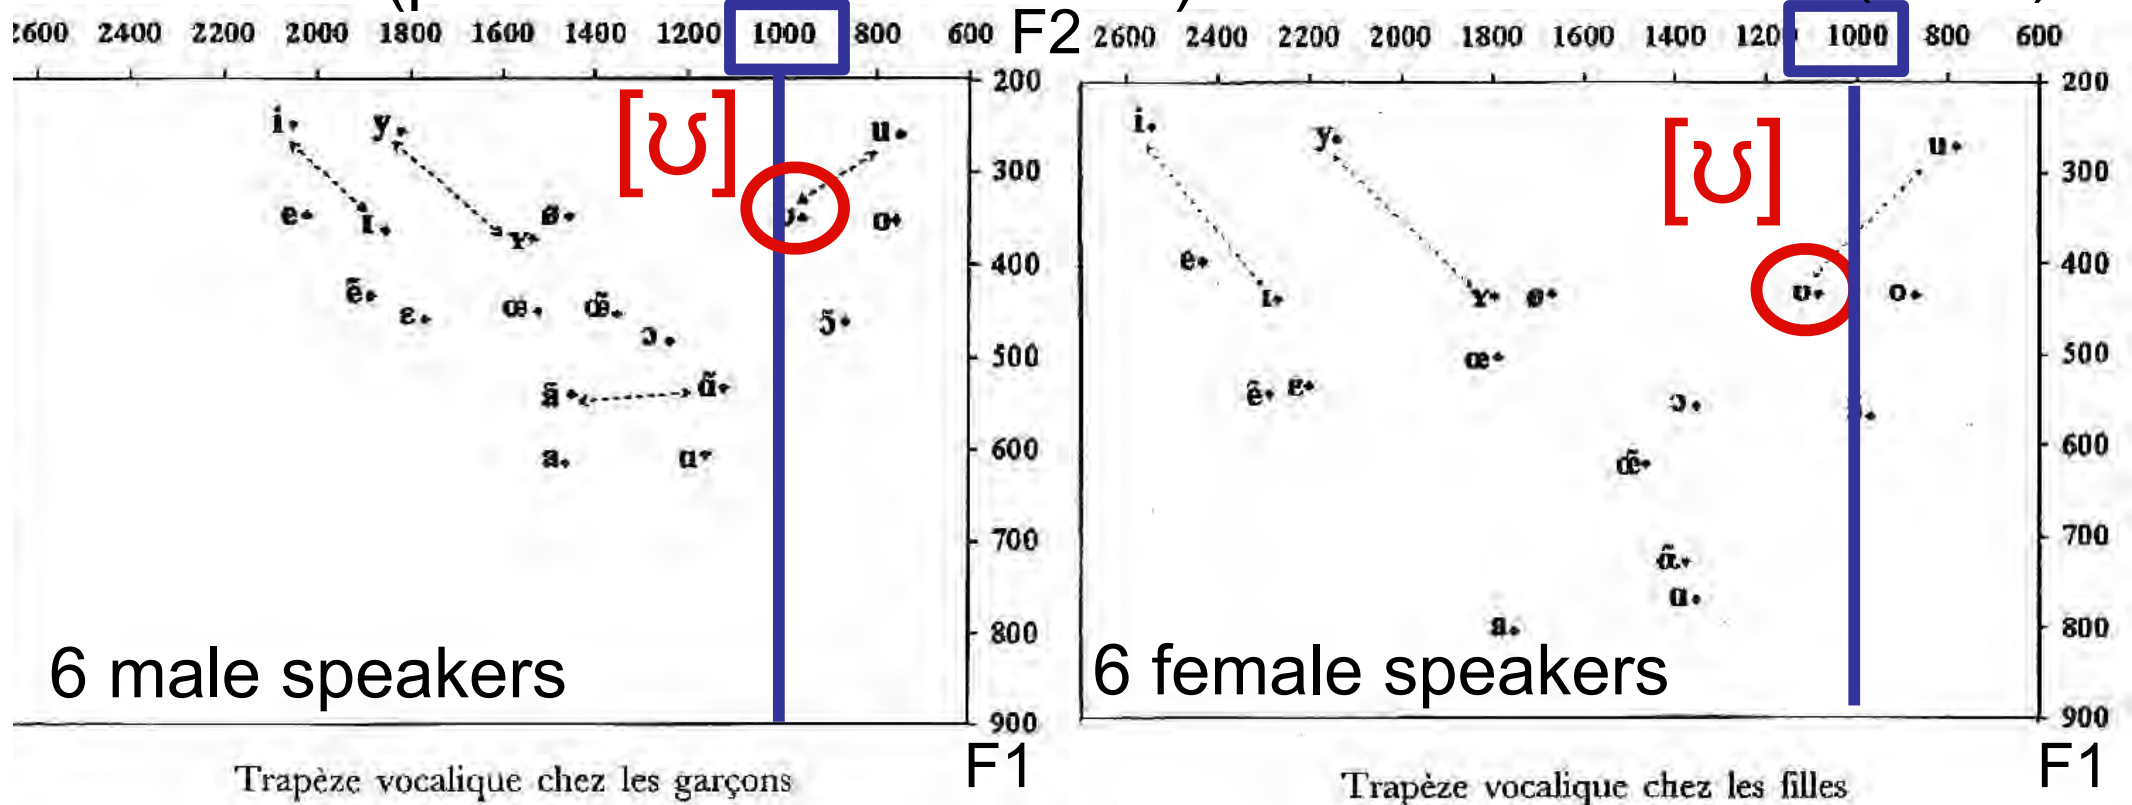 2600 2400 2200 2000 1800 1600 1400 1200 1000 800 600 F2
200
300
400
500
600
700
800
900
F1
[ʊ]
i y u
e ɪ ʏ ø ʊ o
ẽ ɛ œ œ̃ ɔ ɔ̃
ã ɑ̃
a ɑ
6 male speakers
Trapèze vocalique chez les garçons
2600 2400 2200 2000 1800 1600 1400 1200 1000 800 600
200
300
400
500
600
700
800
900
F1
[ʊ]
i y u
e ɪ ʏ ø ʊ o
œ
ẽ ɛ ɔ
œ̃
ɑ̃
ɑ
a
6 female speakers
Trapèze vocalique chez les filles